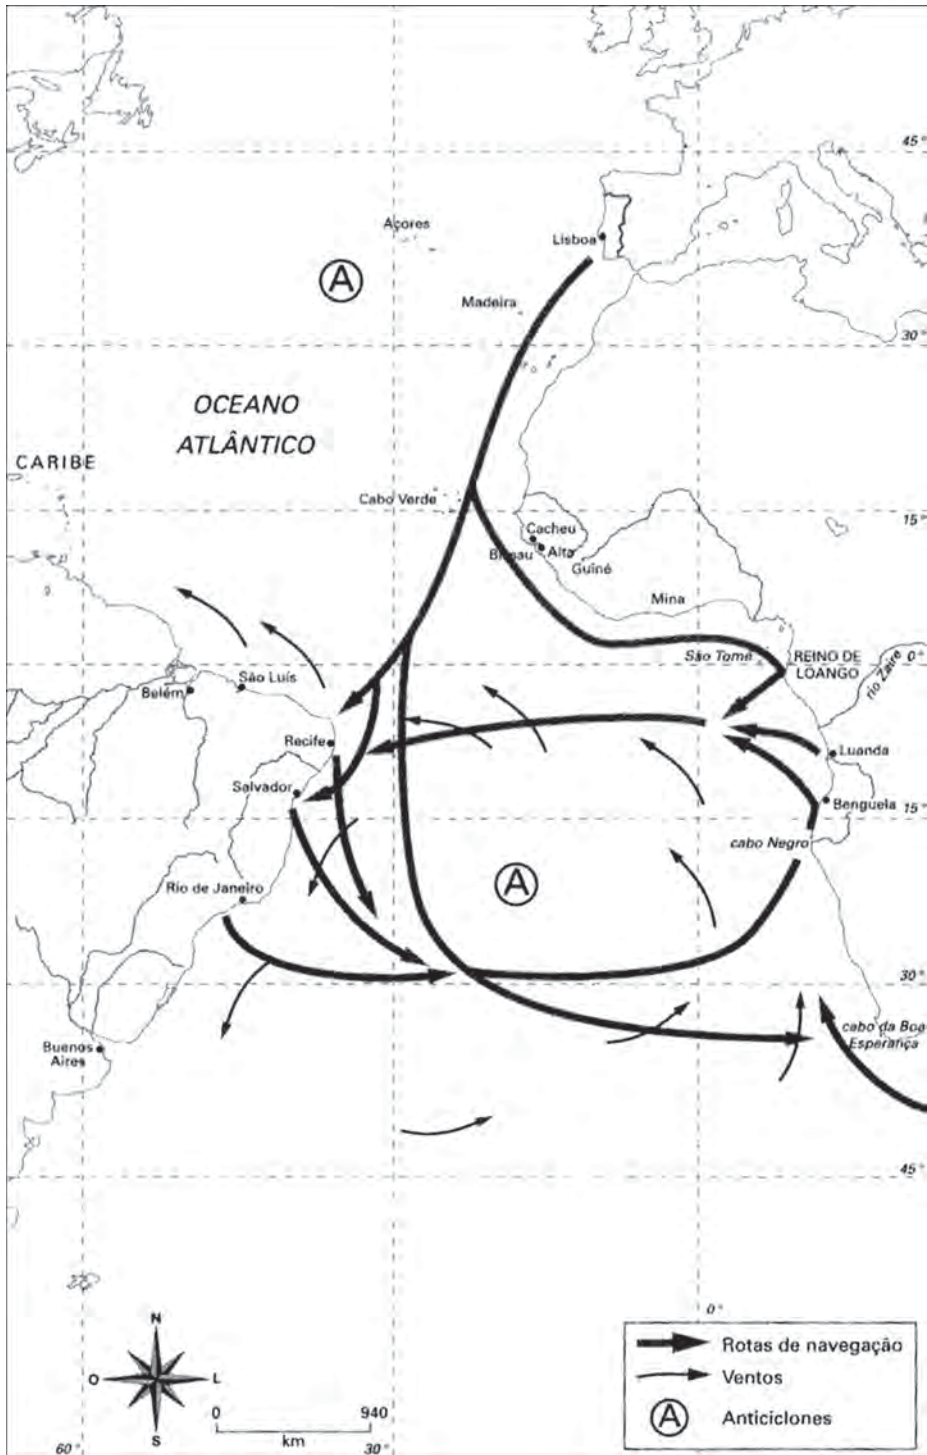 45°
Açores
Lisboa
Madeira
30°
OCEANO
ATLÂNTICO
CARIBE
Cabo Verde
15°
Cacheu
Bissau
Alta
Guiné
Mina
São Tomé
REINO DE
LOANGO
0°
rio Zaire
São Luís
Belém
Recife
Luanda
Salvador
Benguela
15°
cabo Negro
A
A
Rio de Janeiro
30°
cabo da Boa
Esperança
Buenos
Aires
45°
N
O
L
S
0
940
km
0°
Rotas de navegação
Ventos
A
Anticiclones
60°
30°